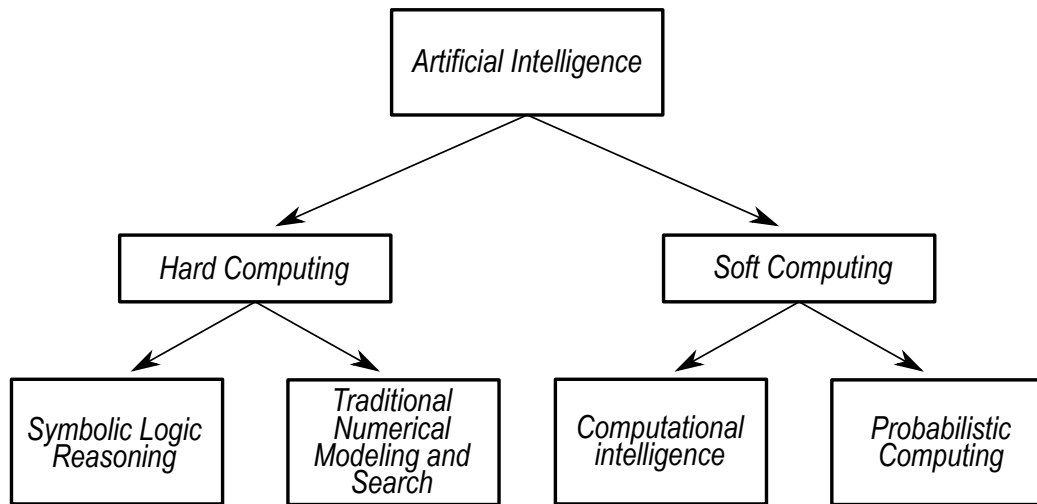 Artificial Intelligence
Hard Computing
Soft Computing
Symbolic Logic
Reasoning
Traditional
Numerical
Modeling and
Search
Computational
intelligence
Probabilistic
Computing